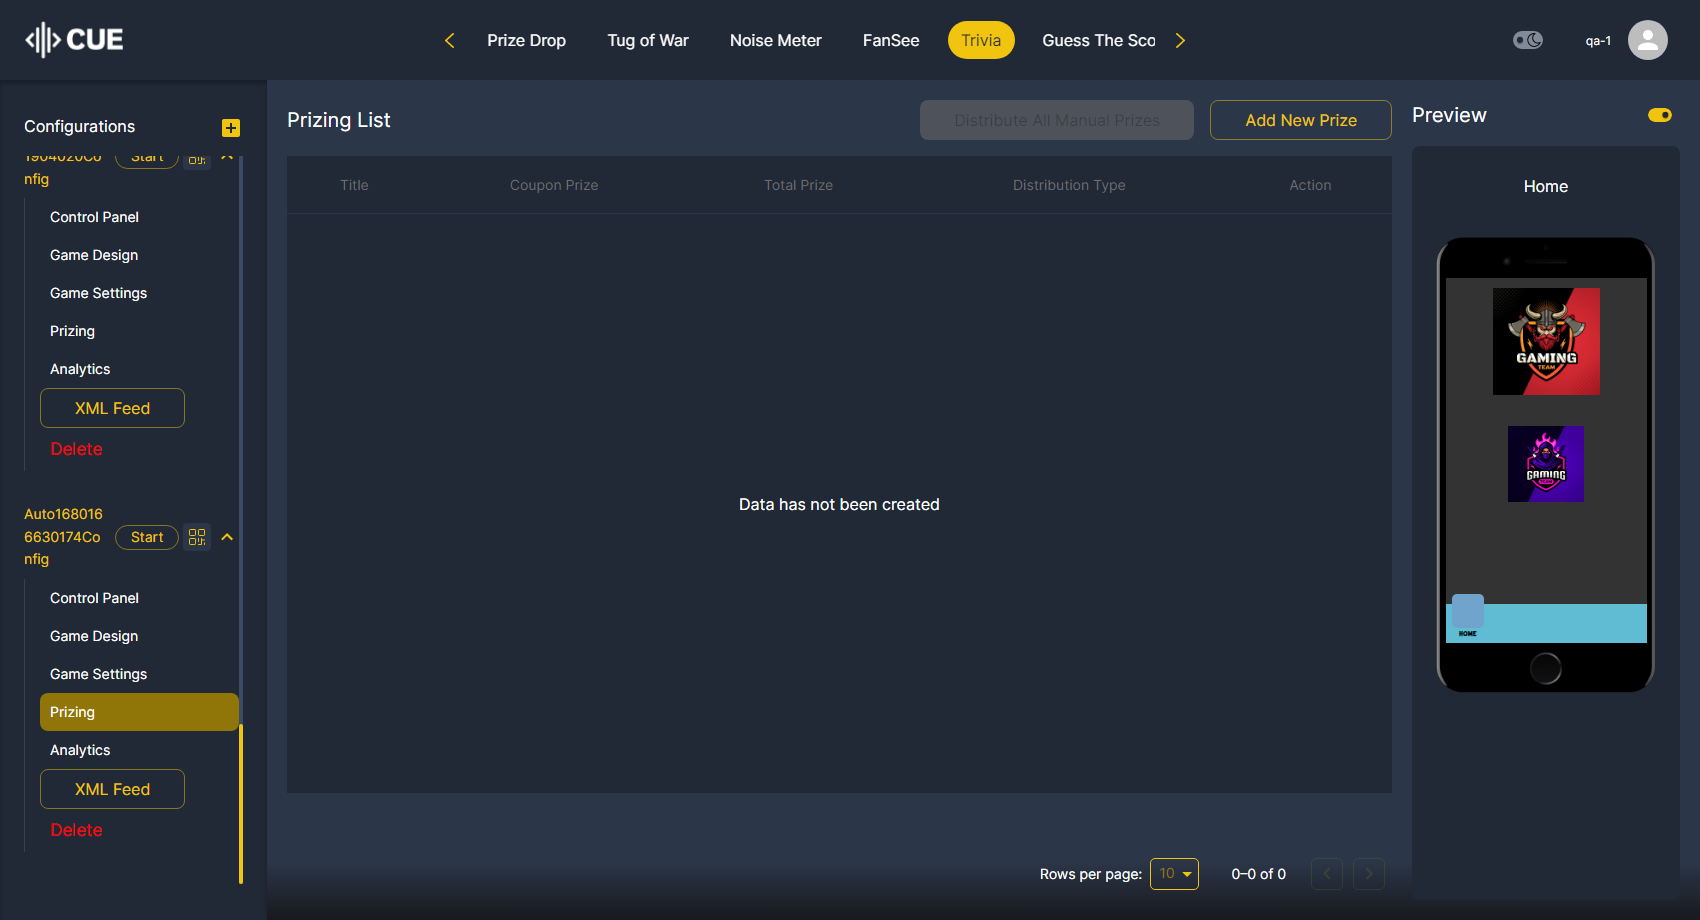 CUE
Prize Drop
Tug of War
Noise Meter
FanSee
Trivia
Guess The Sco
qa-1
Configurations
1904020Co
nfig
Start
Control Panel
Game Design
Game Settings
Prizing
Analytics
XML Feed
Delete
Auto168016
6630174Co
nfig
Start
Control Panel
Game Design
Game Settings
Prizing
Analytics
XML Feed
Delete
Prizing List
Distribute All Manual Prizes
Add New Prize
Title
Coupon Prize
Total Prize
Distribution Type
Action
Data has not been created
Rows per page:
10
0–0 of 0
Preview
Home
GAMING
TEAM
GAMING
TEAM
HOME